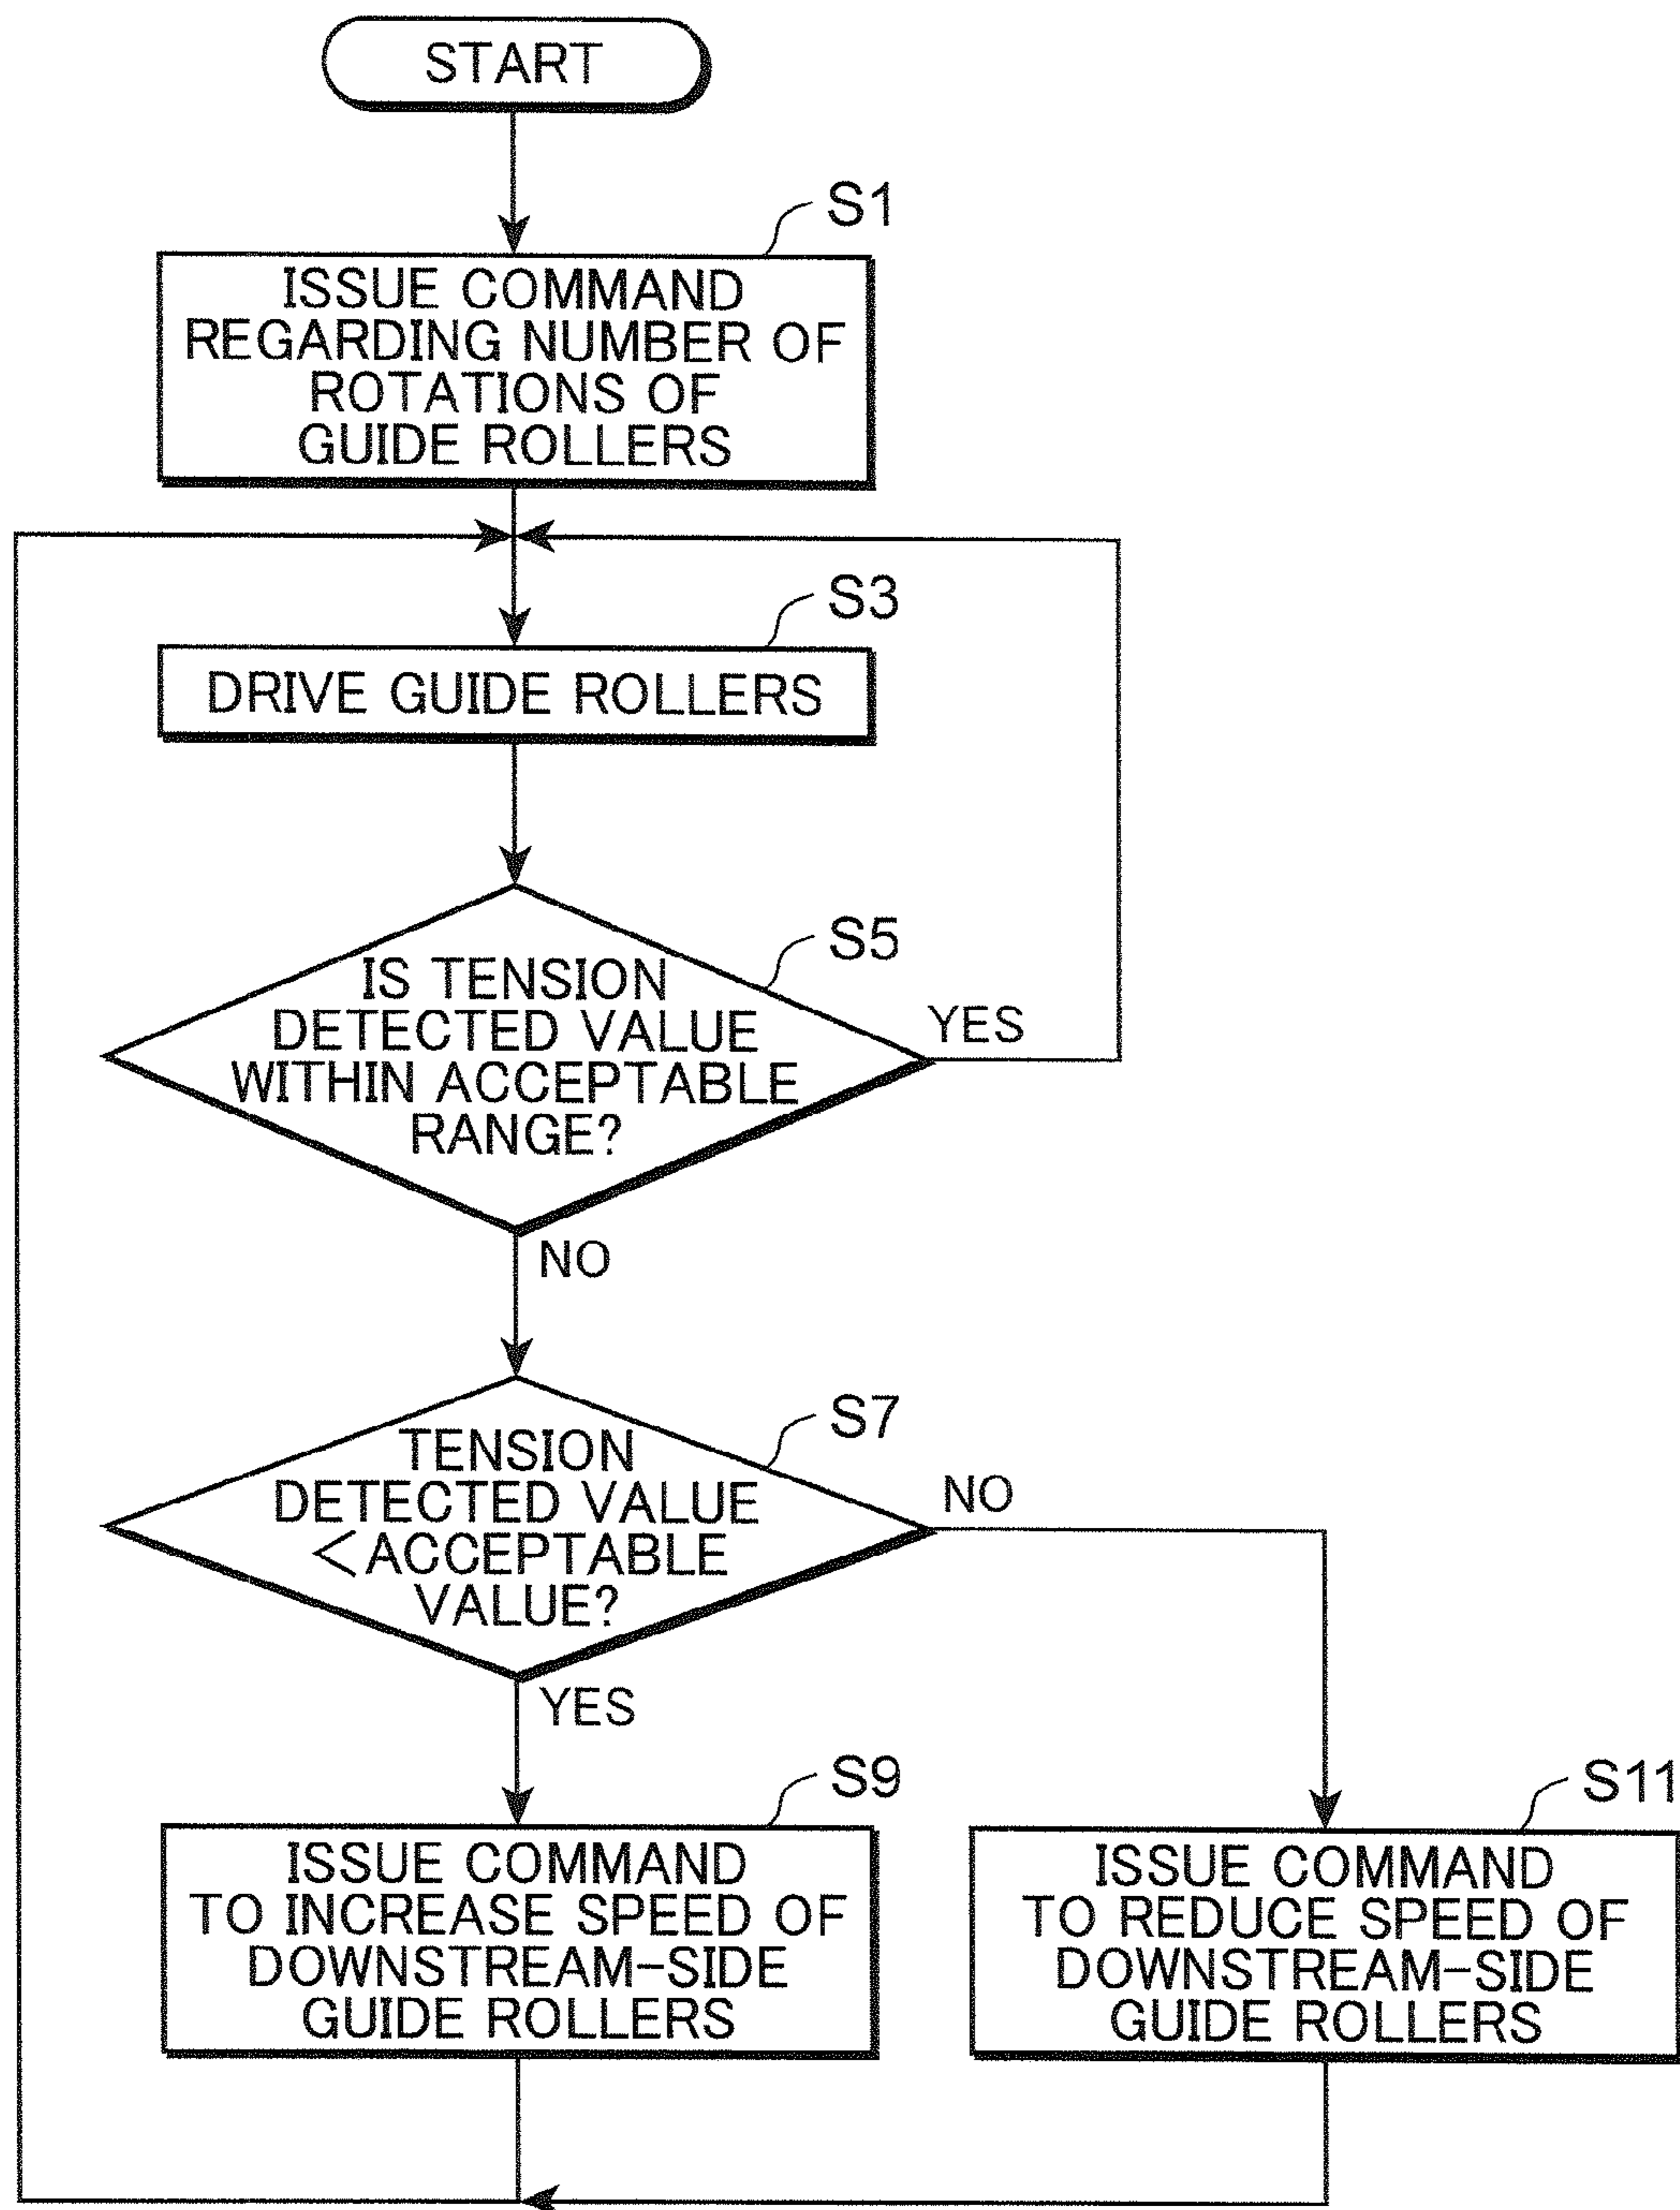 START
S1
ISSUE COMMAND
REGARDING NUMBER OF
ROTATIONS OF
GUIDE ROLLERS
S3
DRIVE GUIDE ROLLERS
S5
IS TENSION
DETECTED VALUE
WITHIN ACCEPTABLE
RANGE?
YES
NO
S7
TENSION
DETECTED VALUE
<ACCEPTABLE
VALUE?
NO
YES
S9
ISSUE COMMAND
TO INCREASE SPEED OF
DOWNSTREAM-SIDE
GUIDE ROLLERS
S11
ISSUE COMMAND
TO REDUCE SPEED OF
DOWNSTREAM-SIDE
GUIDE ROLLERS